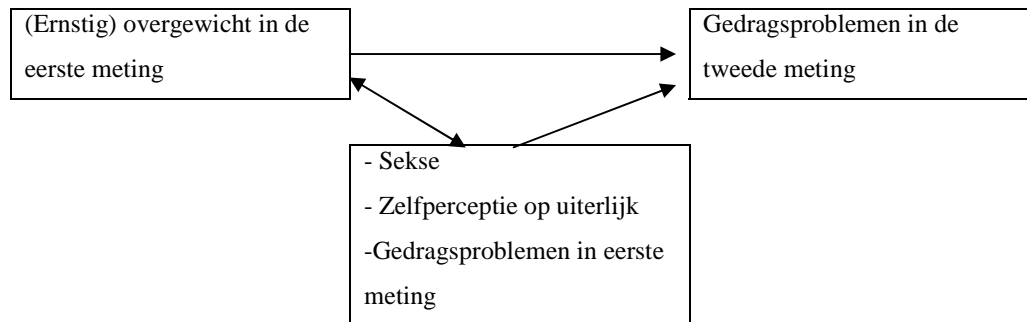 (Ernstig) overgewicht in de
eerste meting
Gedragsproblemen in de
tweede meting
- Sekse
- Zelfperceptie op uiterlijk
-Gedragsproblemen in eerste
meting